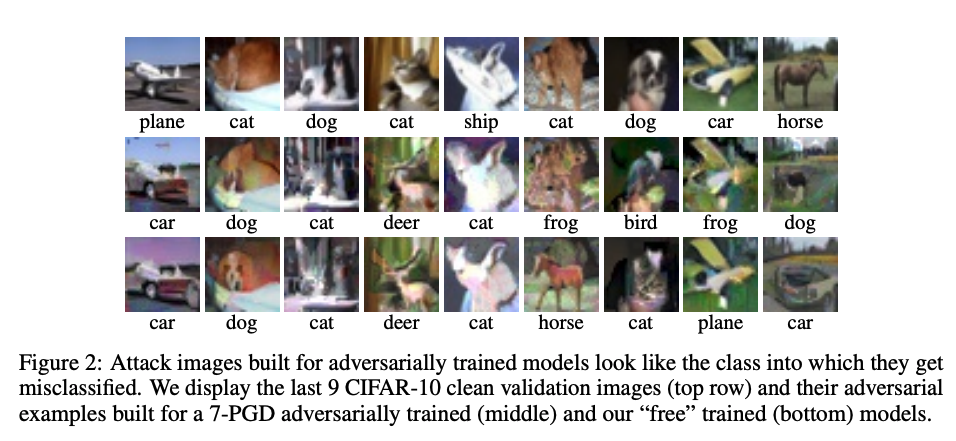 plane cat dog cat ship cat dog car horse
car dog cat deer cat frog bird frog dog
car dog cat deer cat horse cat plane car
Figure 2: Attack images built for adversarially trained models look like the class into which they get
misclassified. We display the last 9 CIFAR-10 clean validation images (top row) and their adversarial
examples built for a 7-PGD adversarially trained (middle) and our “free” trained (bottom) models.